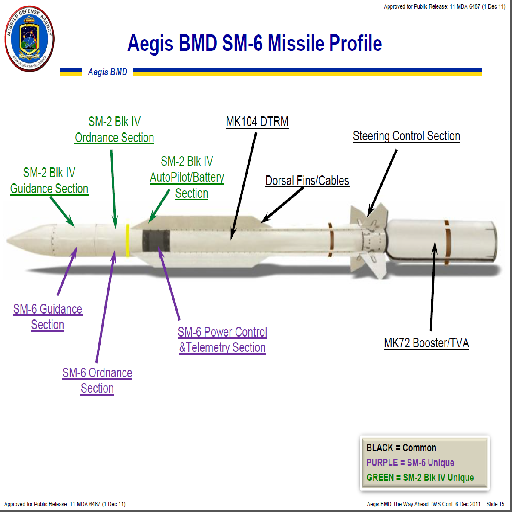 Approved for Public Release: 11-MDA-6487 (1 Dec 11)
Aegis BMD SM-6 Missile Profile
Aegis BMD
SM-2 Blk IV
Ordnance Section
MK104 DTRM
Steering Control Section
SM-2 Blk IV
Guidance Section
SM-2 Blk IV
AutoPilot/Battery
Section
Dorsal Fins/Cables
SM-6 Guidance
Section
SM-6 Power Control
&Telemetry Section
MK72 Booster/TVA
SM-6 Ordnance
Section
BLACK = Common
PURPLE = SM-6 Unique
GREEN = SM-2 Blk IV Unique
Approved for Public Release: 11-MDA-6487 (1 Dec 11)
Aegis BMD The Way Ahead 6 Dec 2011 Slide 15